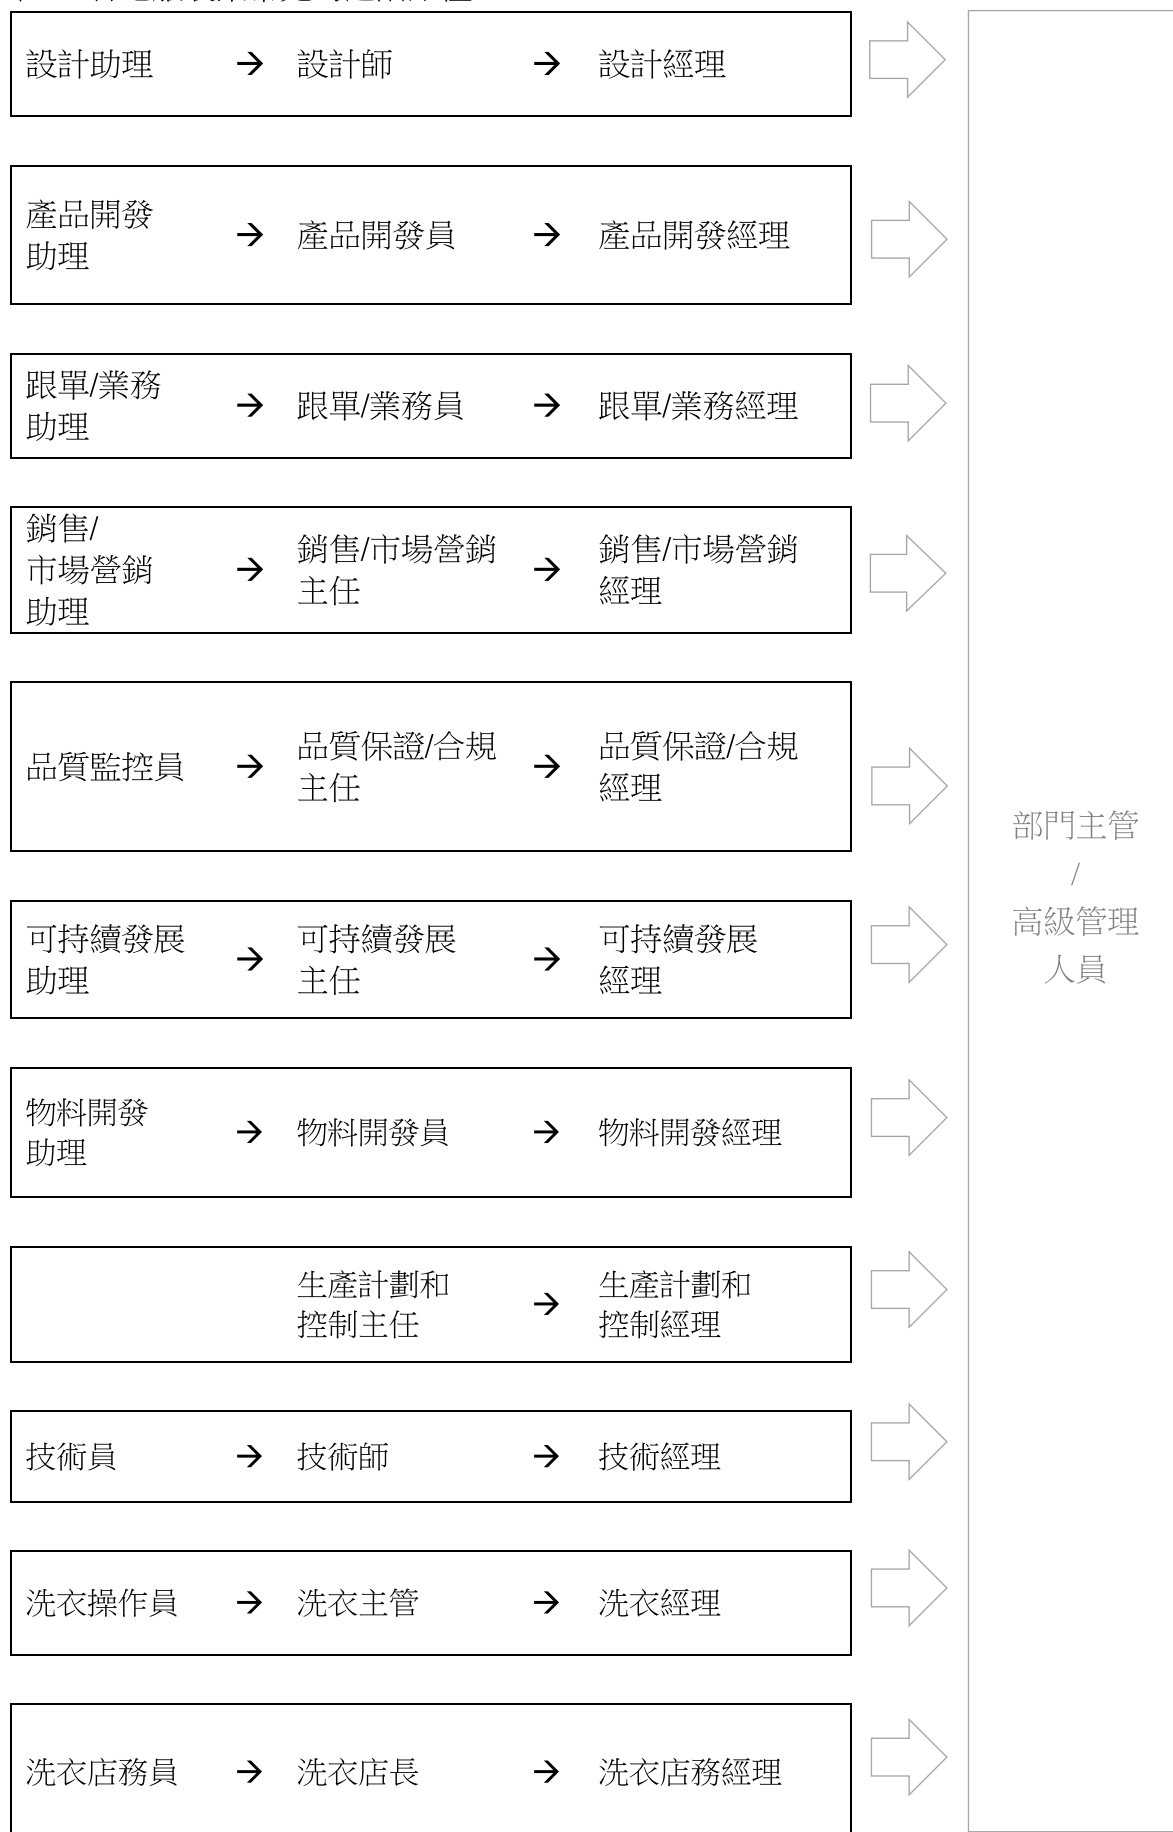 設計助理 → 設計師 → 設計經理
產品開發
助理 → 產品開發員 → 產品開發經理
跟單/業務
助理 → 跟單/業務員 → 跟單/業務經理
銷售/
市場營銷
助理 → 銷售/市場營銷
主任 → 銷售/市場營銷
經理
品質監控員 → 品質保證/合規
主任 → 品質保證/合規
經理
可持續發展
助理 → 可持續發展
主任 → 可持續發展
經理
物料開發
助理 → 物料開發員 → 物料開發經理
生產計劃和
控制主任 → 生產計劃和
控制經理
技術員 → 技術師 → 技術經理
洗衣操作員 → 洗衣主管 → 洗衣經理
洗衣店務員 → 洗衣店長 → 洗衣店務經理
部門主管
/
高級管理
人員